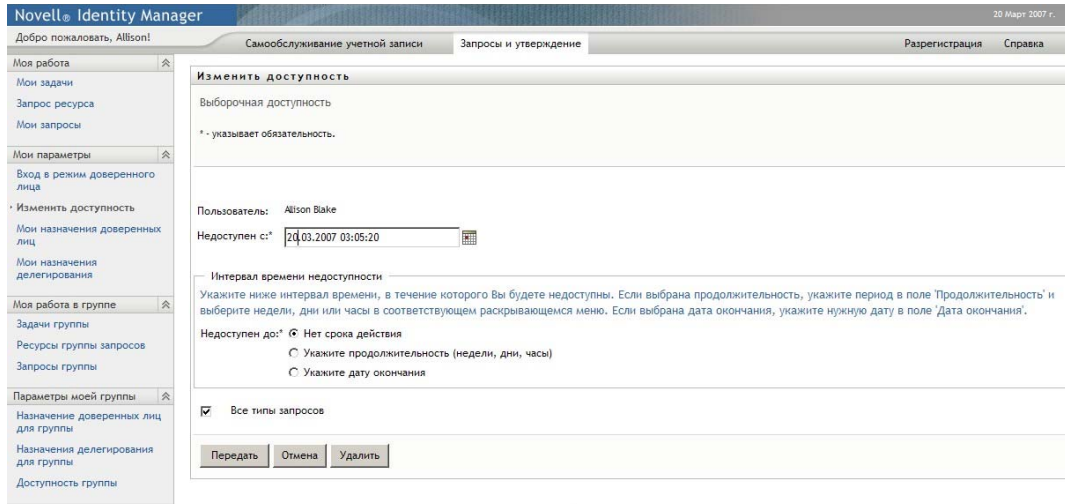 Novell® Identity Manager
20 Март 2007 г.
Добро пожаловать, Allison!
Самообслуживание учетной записи
Запросы и утверждение
Разрегистрация
Справка
Моя работа
Мои задачи
Запрос ресурса
Мои запросы
Мои параметры
Вход в режим доверенного
лица
Изменить доступность
Мои назначения доверенных
лиц
Мои назначения
делегирования
Моя работа в группе
Задачи группы
Ресурсы группы запросов
Запросы группы
Параметры моей группы
Назначение доверенных лиц
для группы
Назначения делегирования
для группы
Доступность группы
Изменить доступность
Выборочная доступность
* - указывает обязательность.
Пользователь: Allison Blake
Недоступен с:* 20.03.2007 03:05:20
Интервал времени недоступности
Укажите ниже интервал времени, в течение которого Вы будете недоступны. Если выбрана продолжительность, укажите период в поле 'Продолжительность' и
выберите недели, дни или часы в соответствующем раскрывающемся меню. Если выбрана дата окончания, укажите нужную дату в поле 'Дата окончания'.
Недоступен до:* Нет срока действия
Укажите продолжительность (недели, дни, часы)
Укажите дату окончания
Все типы запросов
Передать Отмена Удалить